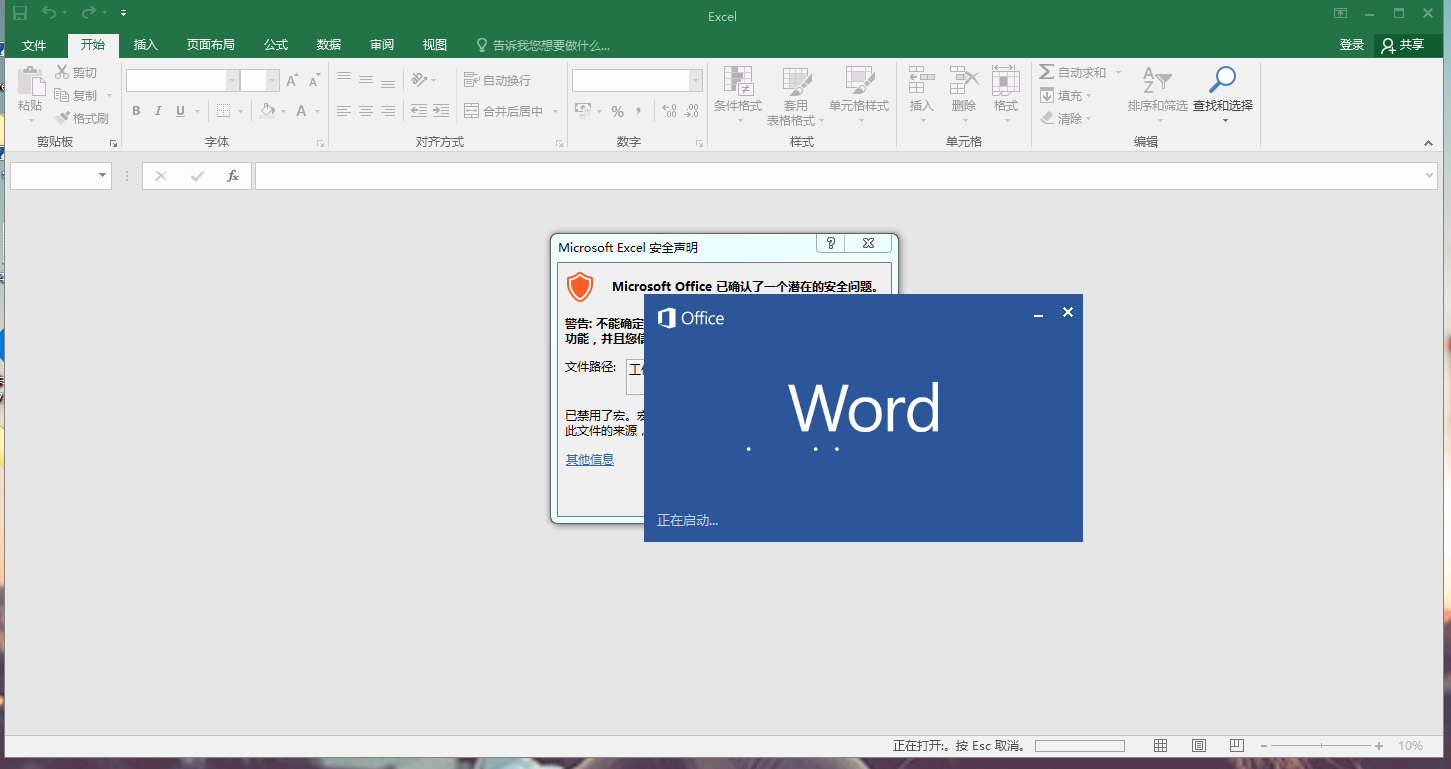 Excel
文件 开始 插入 页面布局 公式 数据 审阅 视图 告诉我您想要做什么... 登录 共享
粘贴 剪切 复制 格式刷 剪贴板
B I U A A A 字体
自动换行 合并后居中 对齐方式
% , .0 .00 .00 .0 数字
条件格式 套用 表格格式 单元格样式 样式
插入 删除 格式 单元格
自动求和 填充 清除 排序和筛选 查找和选择 编辑
fx
Microsoft Excel 安全声明 ?
Microsoft Office 已确认了一个潜在的安全问题。
警告: 不能确定
功能，并且您信
文件路径:
已禁用了宏。
此文件的来源，
其他信息
Office
Word
正在启动...
正在打开:。按 Esc 取消。 10%